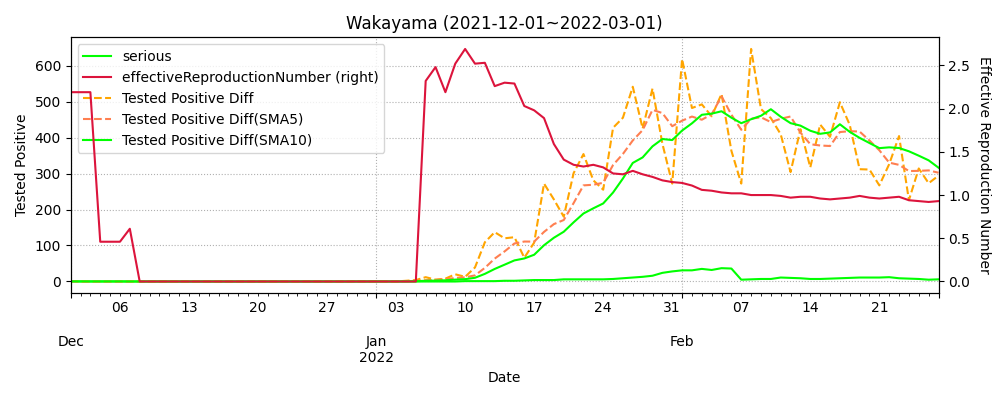 Wakayama (2021-12-01~2022-03-01)
serious
effectiveReproductionNumber (right)
Tested Positive Diff
Tested Positive Diff(SMA5)
Tested Positive Diff(SMA10)
Tested Positive
600
500
400
300
200
100
0
2.5
2.0
1.5
1.0
0.5
0.0
Effective Reproduction Number
06 13 20 27 03 10 17 24 31 07 14 21
Dec Jan Feb
2022
Date